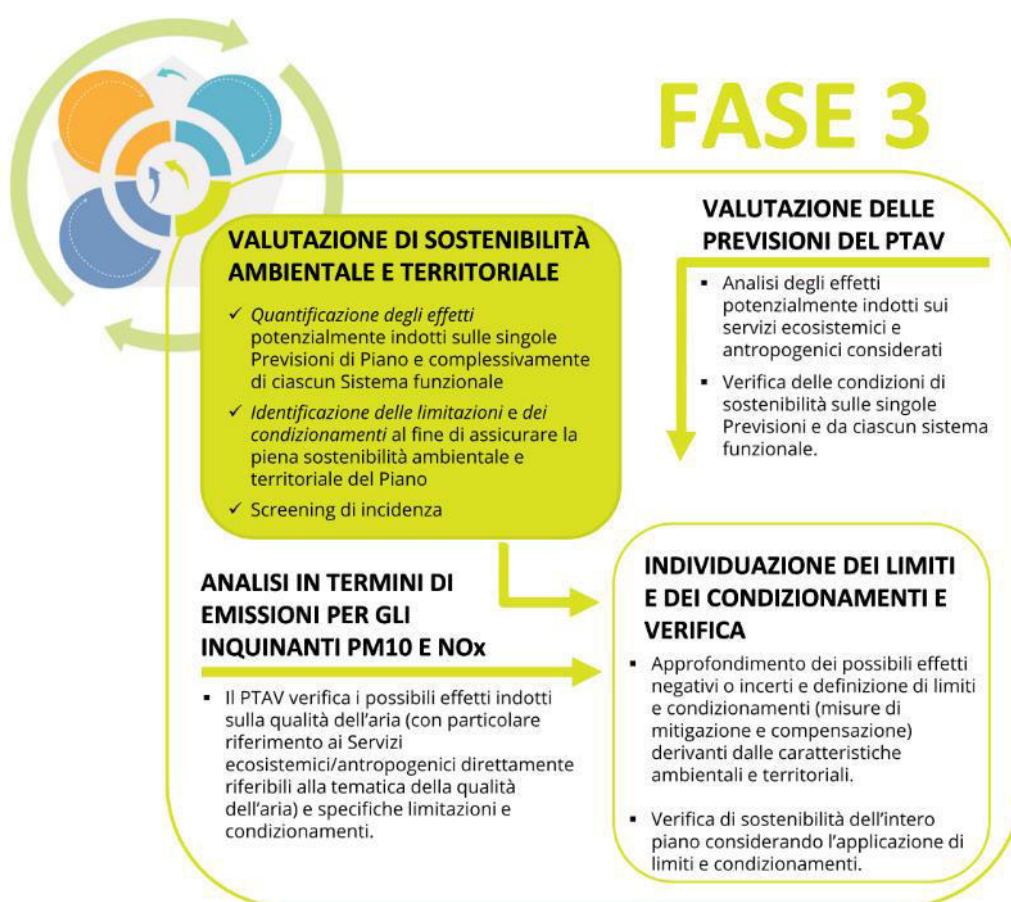 FASE 3
VALUTAZIONE DI SOSTENIBILITÀ
AMBIENTALE E TERRITORIALE
✓ Quantificazione degli effetti
potenzialmente indotti sulle singole
Previsioni di Piano e complessivamente
di ciascun Sistema funzionale
✓ Identificazione delle limitazioni e dei
condizionamenti al fine di assicurare la
piena sostenibilità ambientale e
territoriale del Piano
✓ Screening di incidenza
VALUTAZIONE DELLE
PREVISIONI DEL PTAV
▪ Analisi degli effetti
potenzialmente indotti sui
servizi ecosistemici e
antropogenici considerati
▪ Verifica delle condizioni di
sostenibilità sulle singole
Previsioni e da ciascun sistema
funzionale.
ANALISI IN TERMINI DI
EMISSIONI PER GLI
INQUINANTI PM10 E NOx
▪ Il PTAV verifica i possibili effetti indotti
sulla qualità dell'aria (con particolare
riferimento ai Servizi
ecosistemici/antropogenici direttamente
riferibili alla tematica della qualità
dell'aria) e specifiche limitazioni e
condizionamenti.
INDIVIDUAZIONE DEI LIMITI
E DEI CONDIZIONAMENTI E
VERIFICA
▪ Approfondimento dei possibili effetti
negativi o incerti e definizione di limiti
e condizionamenti (misure di
mitigazione e compensazione)
derivanti dalle caratteristiche
ambientali e territoriali.
▪ Verifica di sostenibilità dell'intero
piano considerando l'applicazione di
limiti e condizionamenti.